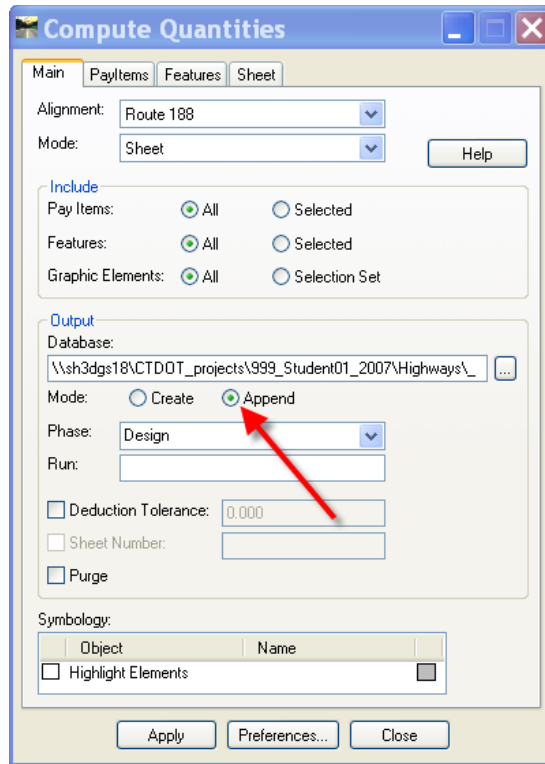 Compute Quantities
Main PayItems Features Sheet
Alignment: Route 188
Mode: Sheet
Help
Include
Pay Items: All Selected
Features: All Selected
Graphic Elements: All Selection Set
Output
Database:
\\sh3dgs18\CTDOT_projects\999_Student01_2007\Highways\_ ...
Mode: Create Append
Phase: Design
Run:
Deduction Tolerance: 0.000
Sheet Number:
Purge
Symbology:
Object Name
Highlight Elements
Apply Preferences... Close